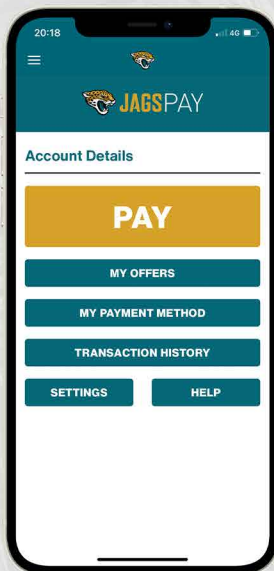 20:18
4G
JAGSPAY
Account Details
PAY
MY OFFERS
MY PAYMENT METHOD
TRANSACTION HISTORY
SETTINGS HELP